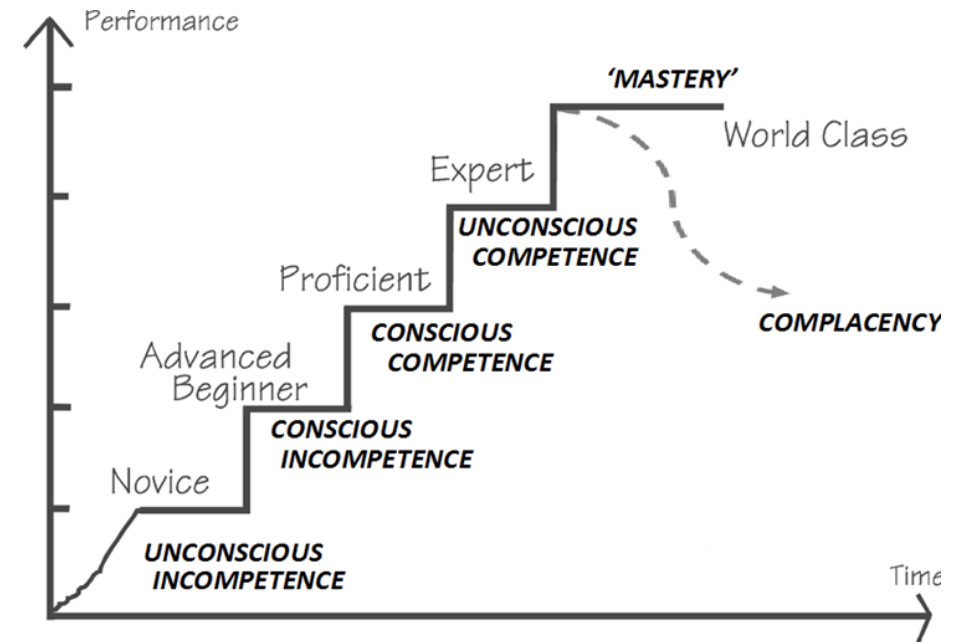 Performance
‘MASTERY’
World Class
Expert
UNCONSCIOUS
COMPETENCE
Proficient
CONSCIOUS
COMPETENCE
COMPLACENCY
Advanced
Beginner
CONSCIOUS
INCOMPETENCE
Novice
UNCONSCIOUS
INCOMPETENCE
Time